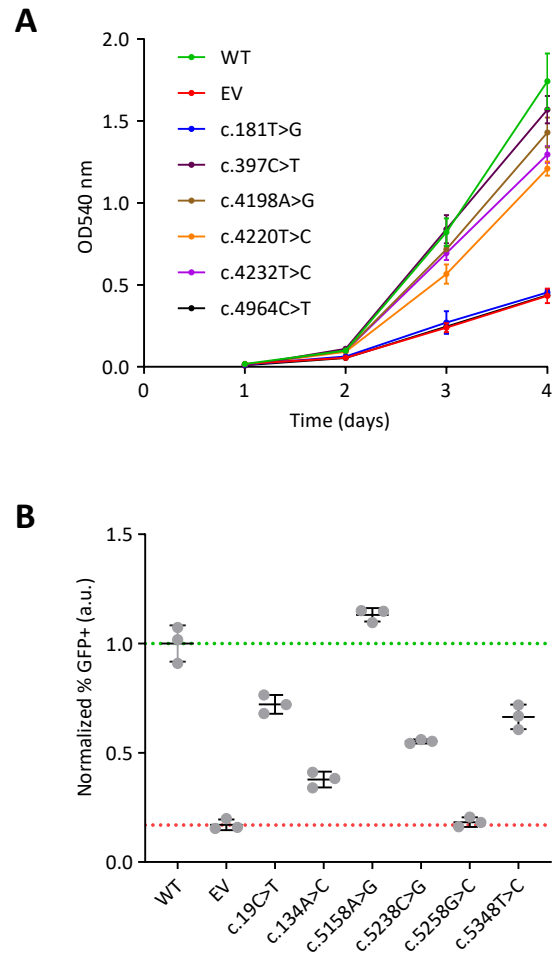 A
2.0
1.5
1.0
0.5
0.0
OD540 nm
WT
EV
c.181T>G
c.397C>T
c.4198A>G
c.4220T>C
c.4232T>C
c.4964C>T
0 1 2 3 4
Time (days)
B
1.5
1.0
0.5
0.0
Normalized % GFP+ (a.u.)
WT
EV
c.19C>T
c.134A>C
c.5158A>G
c.5238C>G
c.5258G>C
c.5348T>C